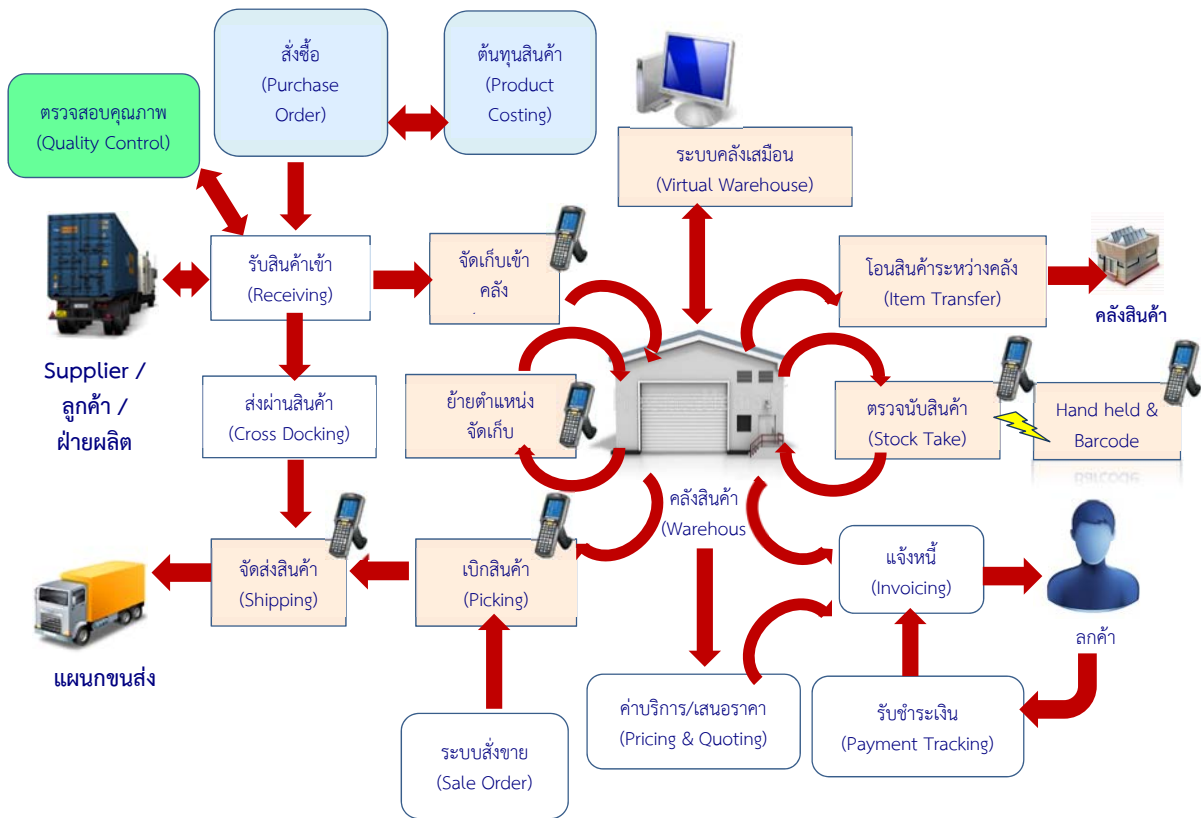 สั่งซื้อ
(Purchase
Order)
ต้นทุนสินค้า
(Product
Costing)
ตรวจสอบคุณภาพ
(Quality Control)
ระบบคลังเสมือน
(Virtual Warehouse)
รับสินค้าเข้า
(Receiving)
จัดเก็บเข้า
คลัง
โอนสินค้าระหว่างคลัง
(Item Transfer)
คลังสินค้า
Supplier /
ลูกค้า /
ฝ่ายผลิต
ส่งผ่านสินค้า
(Cross Docking)
ย้ายตำแหน่ง
จัดเก็บ
ตรวจนับสินค้า
(Stock Take)
Hand held &
Barcode
คลังสินค้า
(Warehous
จัดส่งสินค้า
(Shipping)
เบิกสินค้า
(Picking)
แจ้งหนี้
(Invoicing)
ลกค้า
แผนกขนส่ง
ค่าบริการ/เสนอราคา
(Pricing & Quoting)
รับชำระเงิน
(Payment Tracking)
ระบบสั่งขาย
(Sale Order)